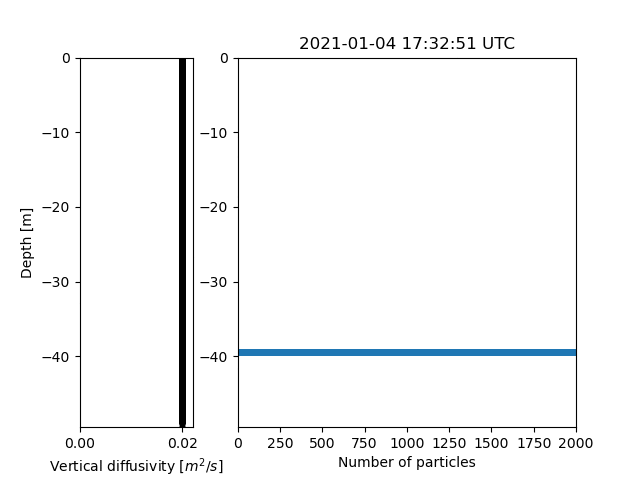 2021-01-04 17:32:51 UTC
0
−10
−20
−30
−40
Depth [m]
0.00 0.02
Vertical diffusivity [m²/s]
0
−10
−20
−30
−40
0 250 500 750 1000 1250 1500 1750 2000
Number of particles